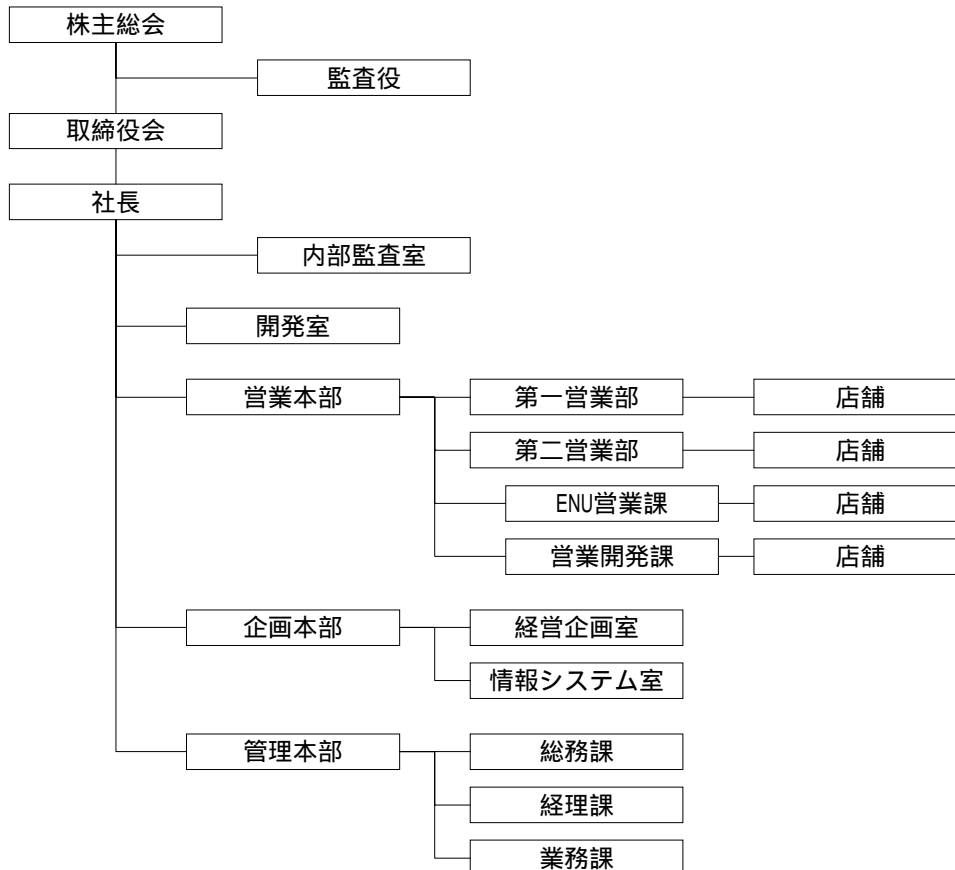 株主総会
監査役
取締役会
社長
内部監査室
開発室
営業本部
第一営業部
店舗
第二営業部
店舗
ENU営業課
店舗
営業開発課
店舗
企画本部
経営企画室
情報システム室
管理本部
総務課
経理課
業務課